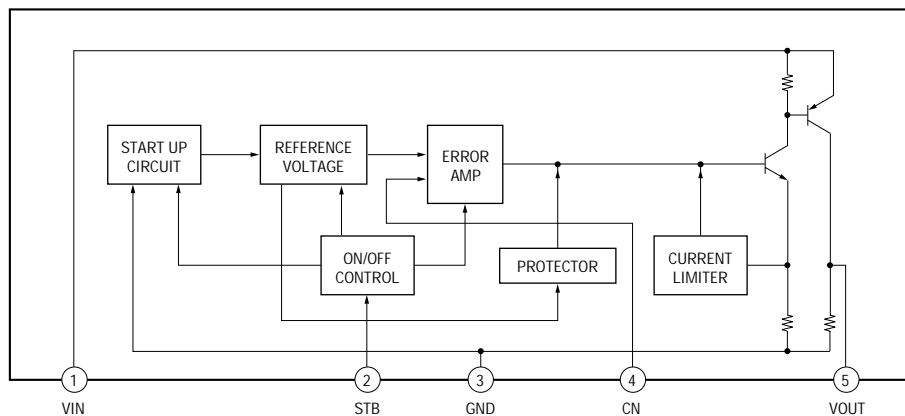 START UP
CIRCUIT
REFERENCE
VOLTAGE
ERROR
AMP
ON/OFF
CONTROL
PROTECTOR
CURRENT
LIMITER
1
2
3
4
5
VIN
STB
GND
CN
VOUT